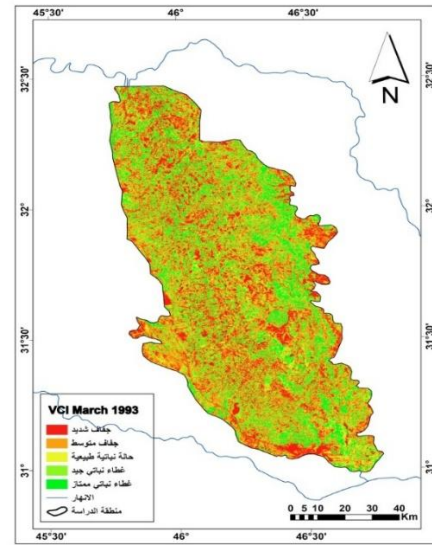 45°30' 46° 46°30'
N
32°30' 32°30'
32° 32°
31°30' 31°30'
31° 31°
VCI March 1993
جفاف شديد
جفاف متوسط
حالة نباتية طبيعية
غطاء نباتي جيد
غطاء نباتي ممتاز
الانهار
منطقة الدراسة
0 5 10 20 30 40
Km
45°30' 46° 46°30'